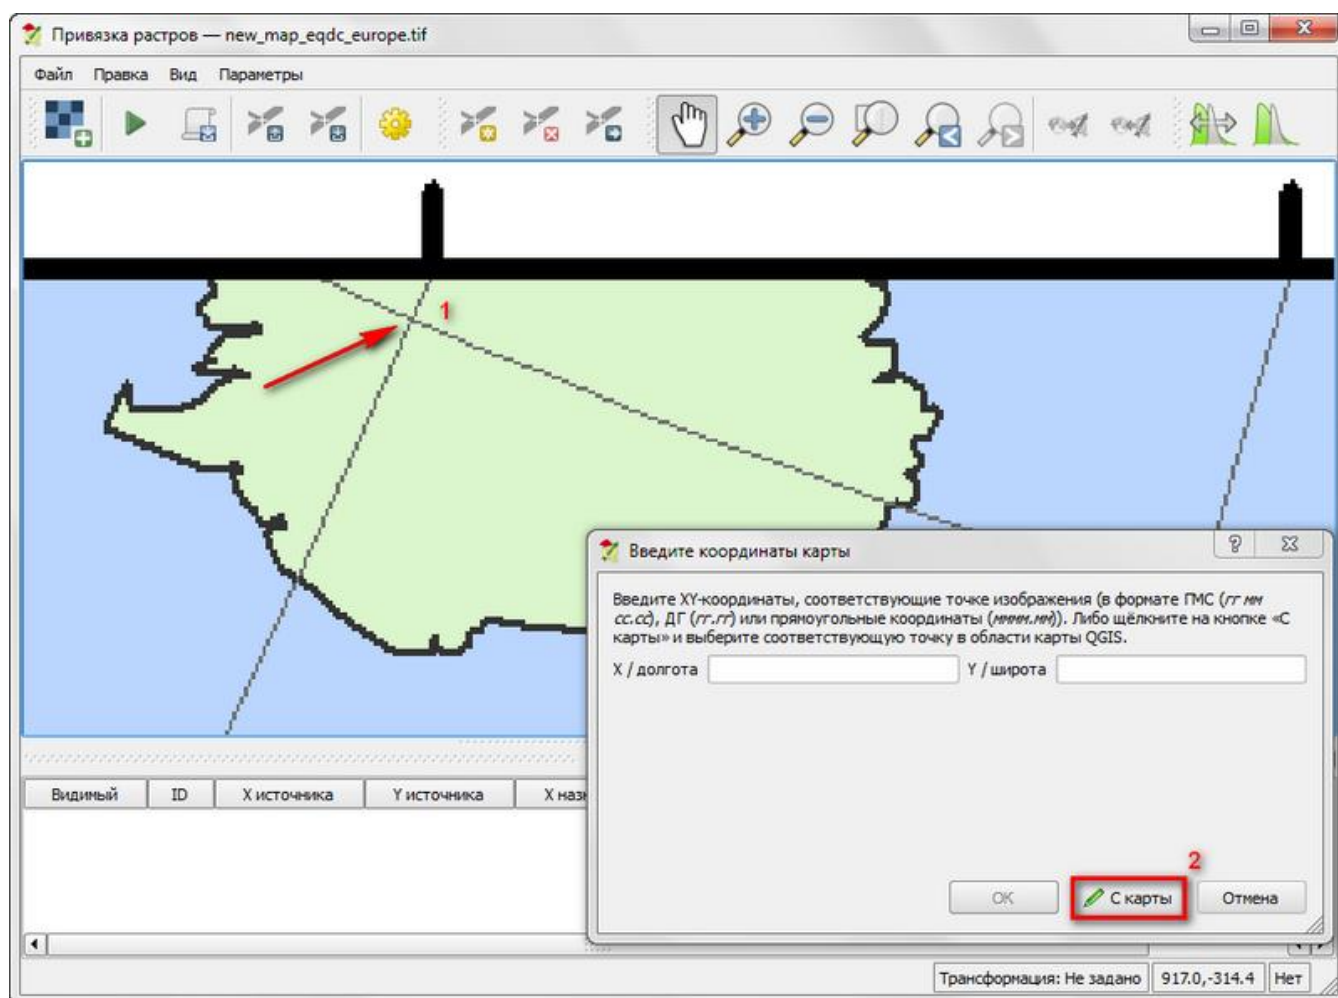 Привязка растров — new_map_eqdc_europe.tif
Файл Правка Вид Параметры
1
Введите координаты карты
Введите XY-координаты, соответствующие точке изображения (в формате ГМС (гг мм
сс.сс), ДГ (гг.гг) или прямоугольные координаты (мммм.мм)). Либо щёлкните на кнопке «С
карты» и выберите соответствующую точку в области карты QGIS.
X / долгота Y / широта
Видимый ID X источника Y источника X наз
2
OK С карты Отмена
Трансформация: Не задано 917.0,-314.4 Нет